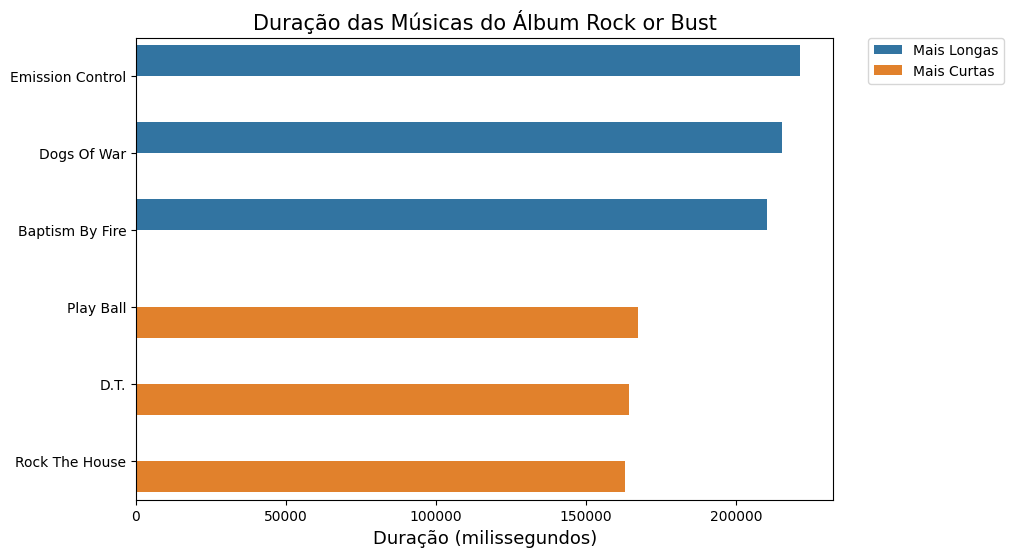 Duração das Músicas do Álbum Rock or Bust
Mais Longas
Mais Curtas
Emission Control
Dogs Of War
Baptism By Fire
Play Ball
D.T.
Rock The House
0 50000 100000 150000 200000
Duração (milissegundos)